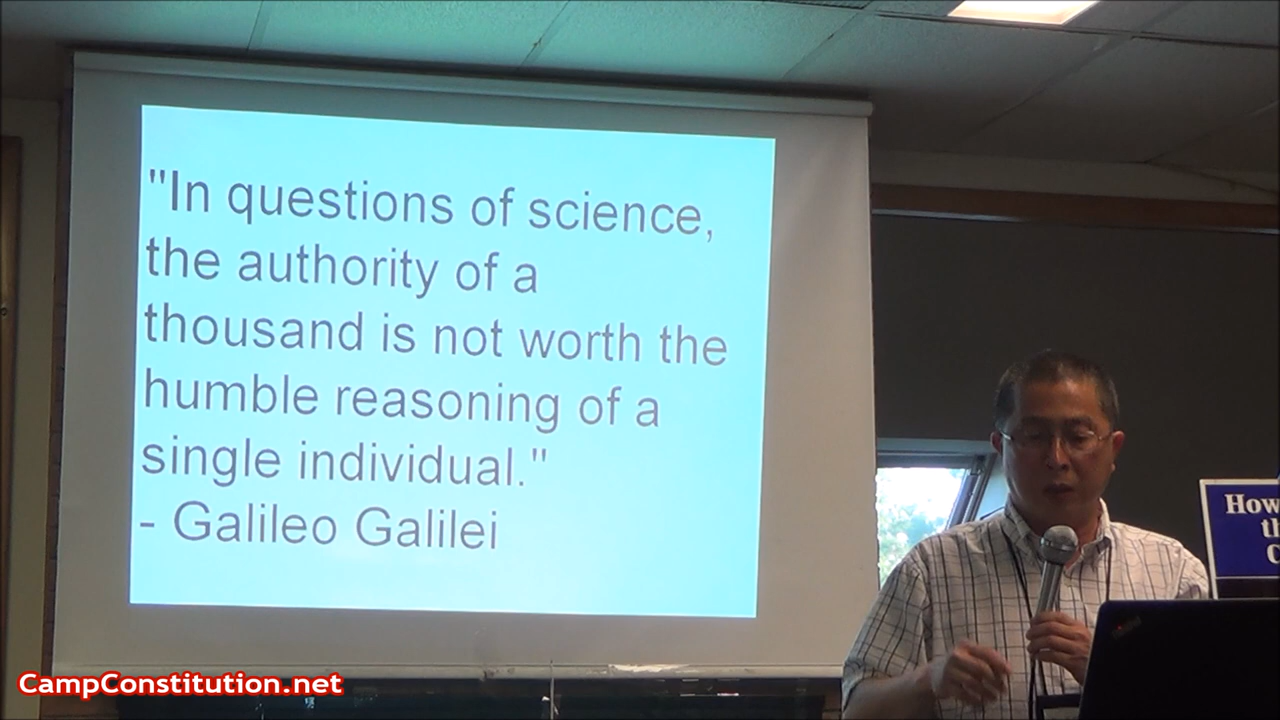 "In questions of science,
the authority of a
thousand is not worth the
humble reasoning of a
single individual."
- Galileo Galilei
How
th
C
CampConstitution.net